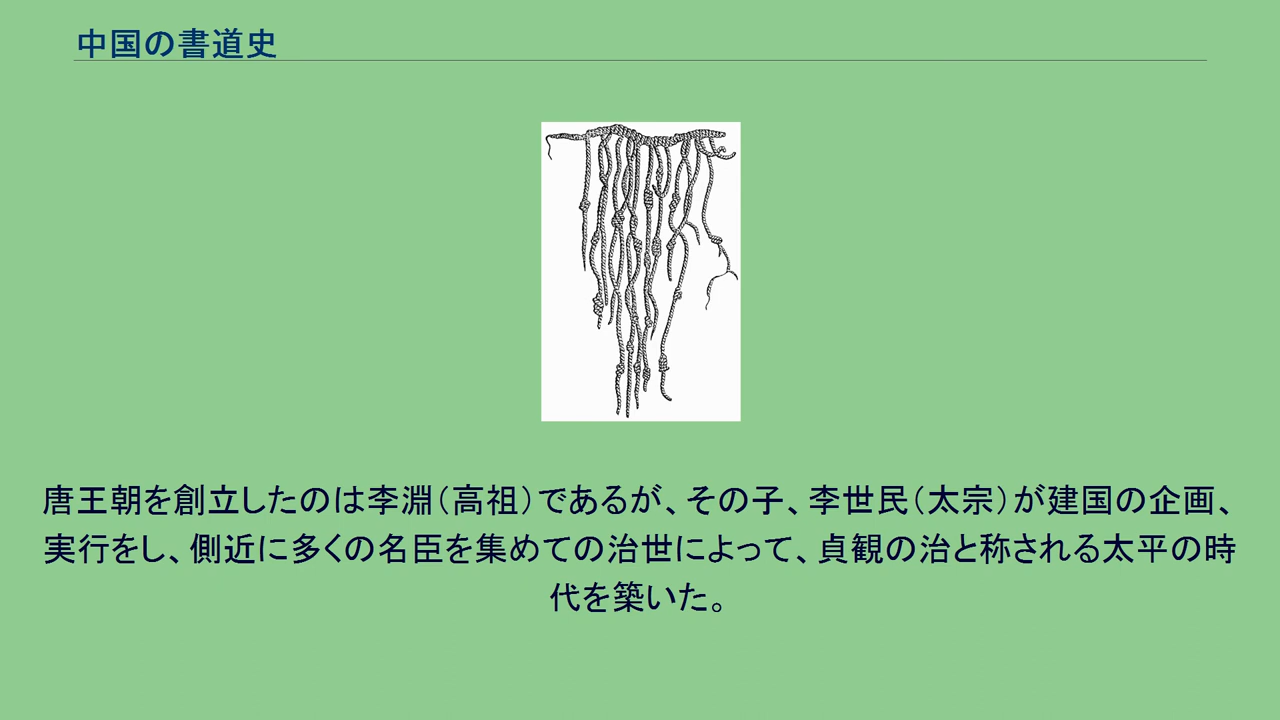 中国の書道史
唐王朝を創立したのは李淵（高祖）であるが、その子、李世民（太宗）が建国の企画、
実行をし、側近に多くの名臣を集めての治世によって、貞観の治と称される太平の時
代を築いた。